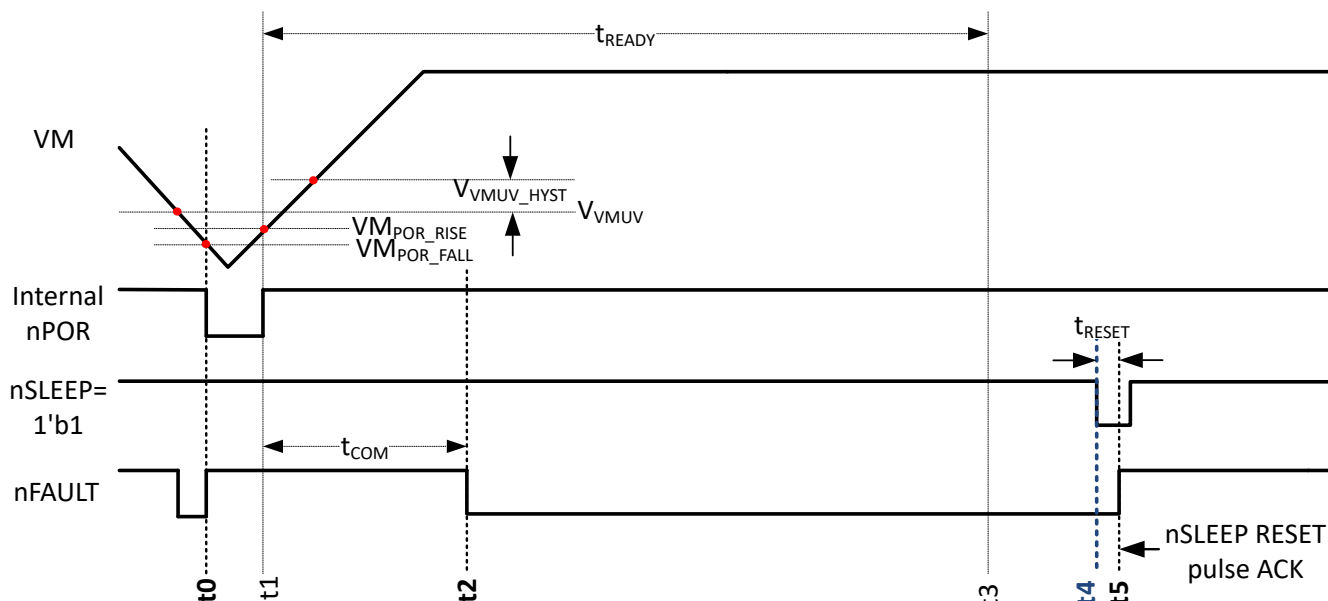 tREADY
VM
VVMUV_HYST
VVMUV
VMPOR_RISE
VMPOR_FALL
Internal
nPOR
tRESET
nSLEEP=
1'b1
tCOM
nFAULT
nSLEEP RESET
pulse ACK
t0
t1
t2
t3
t4
t5